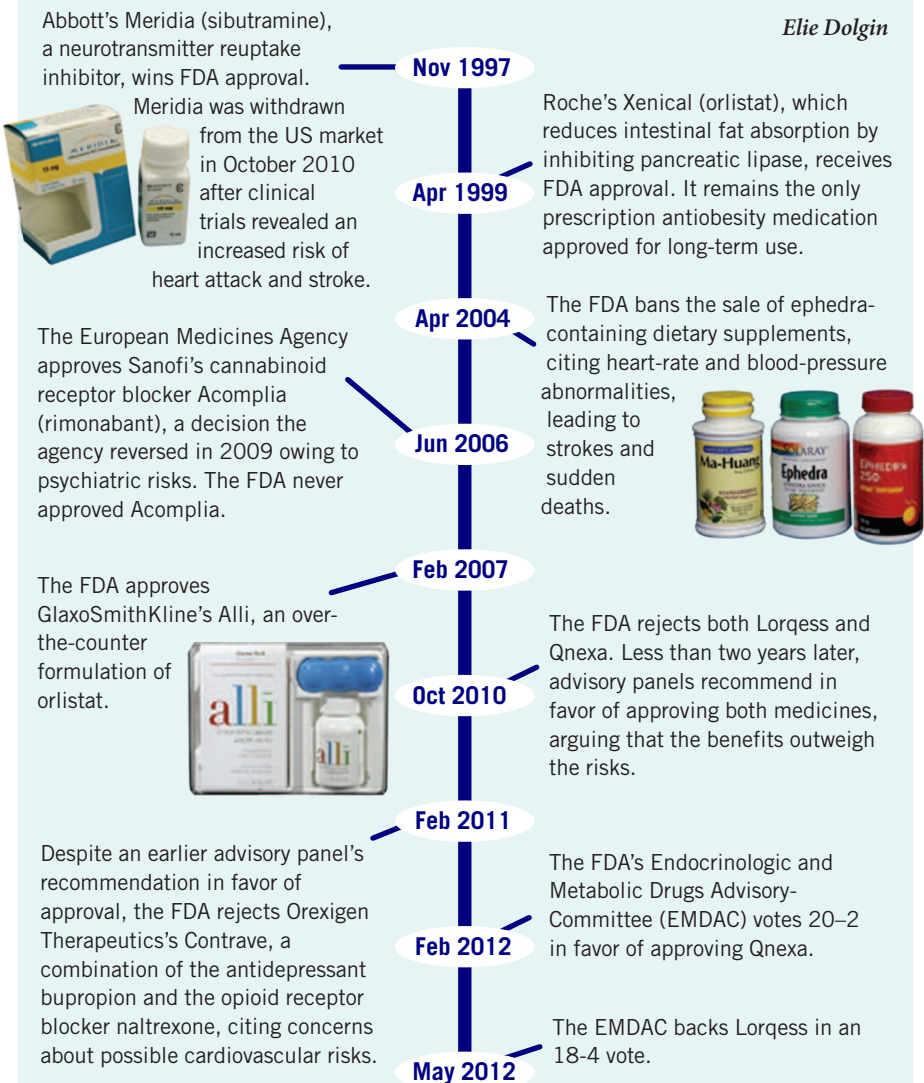 Elie Dolgin
Nov 1997
Abbott’s Meridia (sibutramine),
a neurotransmitter reuptake
inhibitor, wins FDA approval.
Meridia was withdrawn
from the US market
in October 2010
after clinical
trials revealed an
increased risk of
heart attack and stroke.
MERIDIA
15 mg
10 mg
Apr 1999
Roche’s Xenical (orlistat), which
reduces intestinal fat absorption by
inhibiting pancreatic lipase, receives
FDA approval. It remains the only
prescription antiobesity medication
approved for long-term use.
Apr 2004
The FDA bans the sale of ephedra-
containing dietary supplements,
citing heart-rate and blood-pressure
abnormalities,
leading to
strokes and
sudden
deaths.
Ma-Huang
SOLARAY
Ephedra
EPHEDRA
250
Jun 2006
The European Medicines Agency
approves Sanofi’s cannabinoid
receptor blocker Acomplia
(rimonabant), a decision the
agency reversed in 2009 owing to
psychiatric risks. The FDA never
approved Acomplia.
Feb 2007
The FDA approves
GlaxoSmithKline’s Alli, an over-
the-counter
formulation of
orlistat.
alli
alli
Oct 2010
The FDA rejects both Lorqess and
Qnexa. Less than two years later,
advisory panels recommend in
favor of approving both medicines,
arguing that the benefits outweigh
the risks.
Feb 2011
Despite an earlier advisory panel’s
recommendation in favor of
approval, the FDA rejects Orexigen
Therapeutics’s Contrave, a
combination of the antidepressant
bupropion and the opioid receptor
blocker naltrexone, citing concerns
about possible cardiovascular risks.
Feb 2012
The FDA’s Endocrinologic and
Metabolic Drugs Advisory-
Committee (EMDAC) votes 20–2
in favor of approving Qnexa.
May 2012
The EMDAC backs Lorqess in an
18-4 vote.